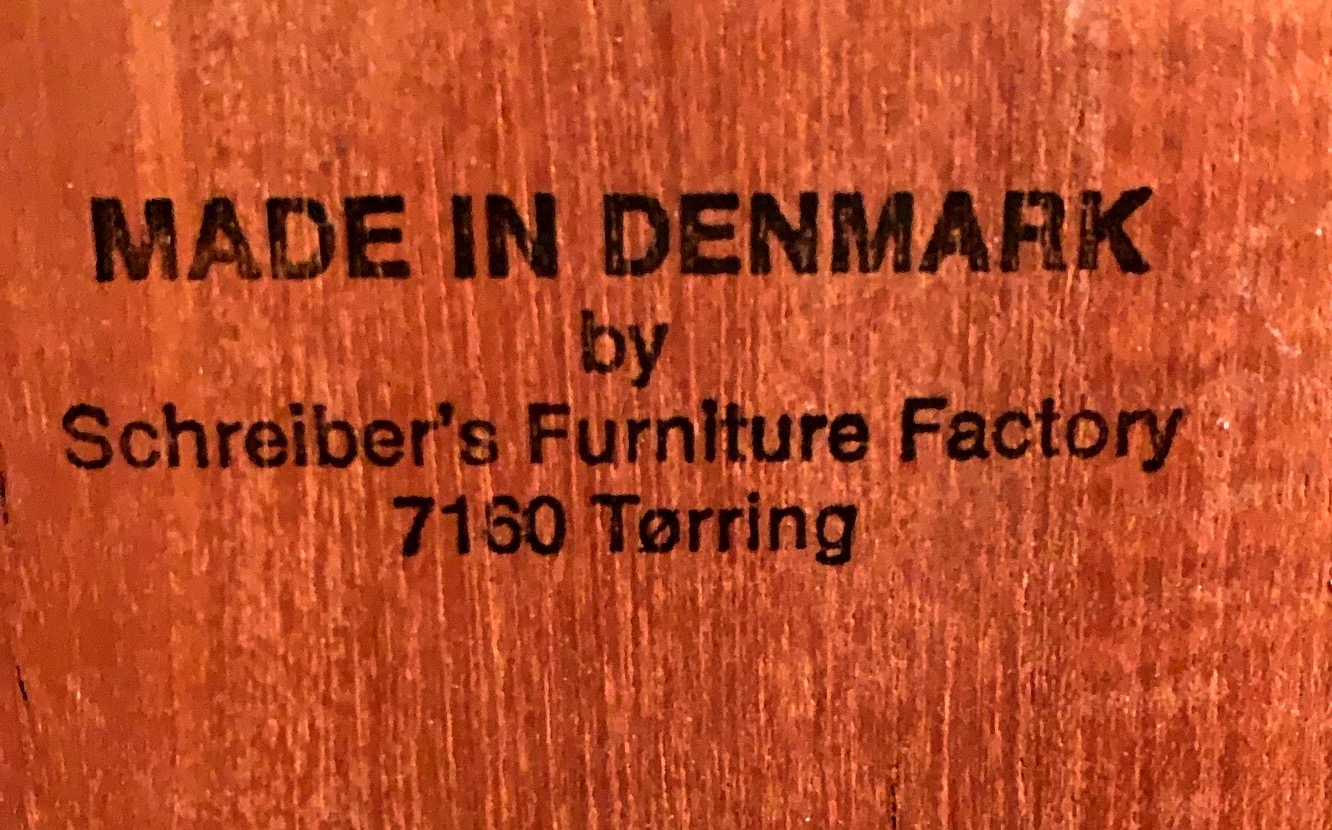 MADE IN DENMARK
by
Schreiber's Furniture Factory
7160 Tørring